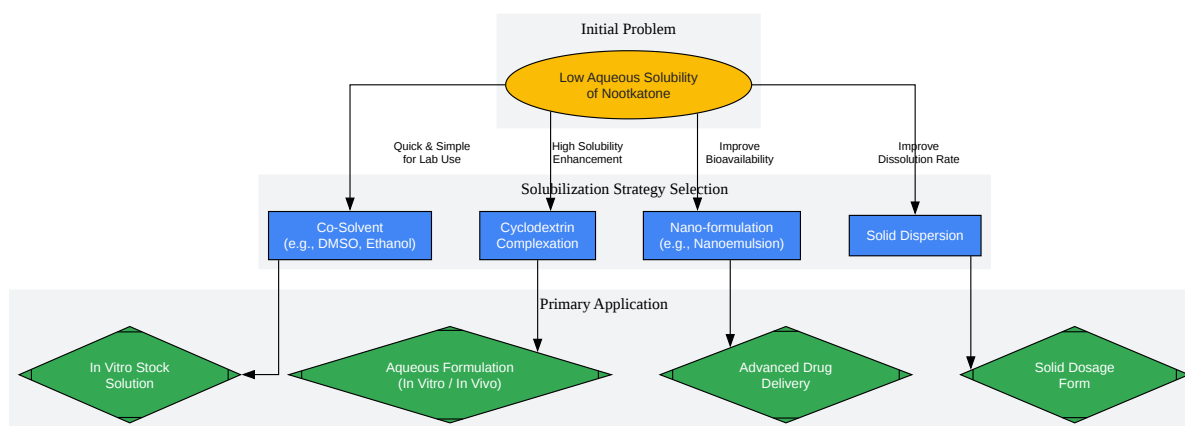 Initial Problem
Low Aqueous Solubility
of Nootkatone
Quick & Simple
for Lab Use
High Solubility
Enhancement
Improve
Bioavailability
Improve
Dissolution Rate
Solubilization Strategy Selection
Co-Solvent
(e.g., DMSO, Ethanol)
Cyclodextrin
Complexation
Nano-formulation
(e.g., Nanoemulsion)
Solid Dispersion
Primary Application
In Vitro Stock
Solution
Aqueous Formulation
(In Vitro / In Vivo)
Advanced Drug
Delivery
Solid Dosage
Form